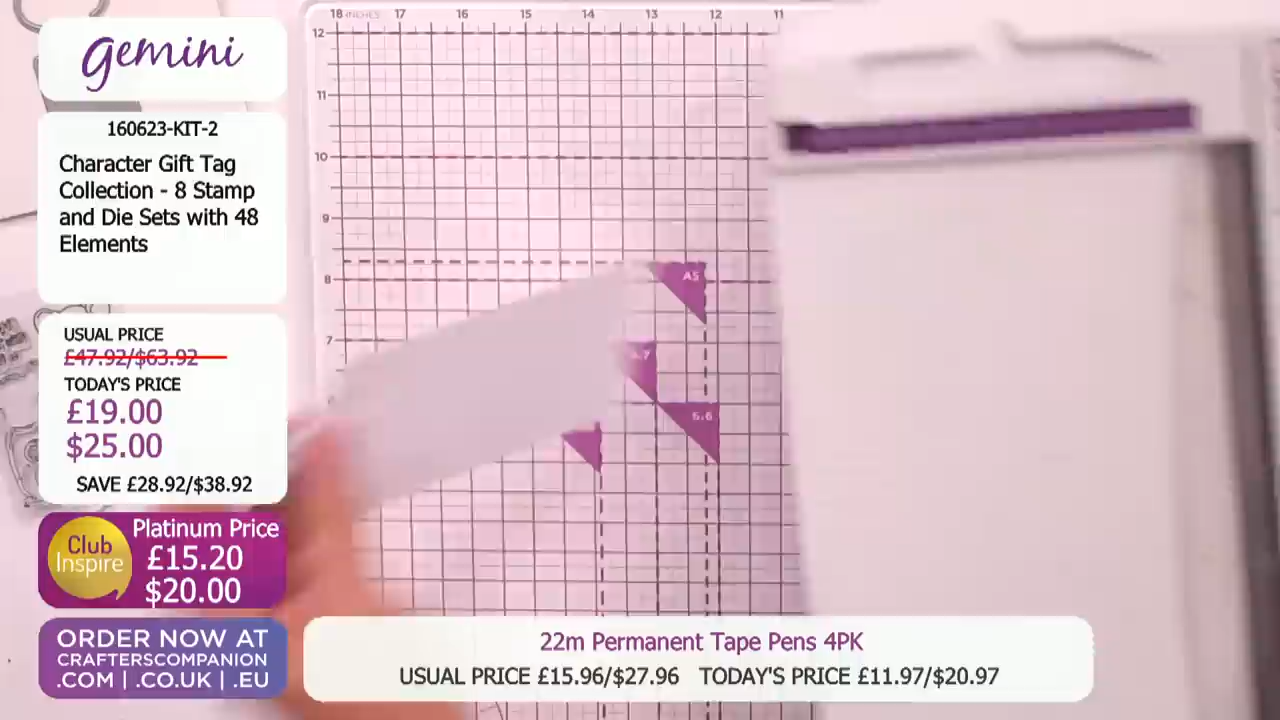 gemini
160623-KIT-2
Character Gift Tag
Collection - 8 Stamp
and Die Sets with 48
Elements
USUAL PRICE
£47.92/$63.92
TODAY'S PRICE
£19.00
$25.00
SAVE £28.92/$38.92
Club
Inspire
Platinum Price
£15.20
$20.00
ORDER NOW AT
CRAFTERSCOMPANION
.COM | .CO.UK | .EU
22m Permanent Tape Pens 4PK
USUAL PRICE £15.96/$27.96 TODAY'S PRICE £11.97/$20.97
18 INCHES 17 16 15 14 13 12 11
12
11
10
9
8
7
A5
6.6